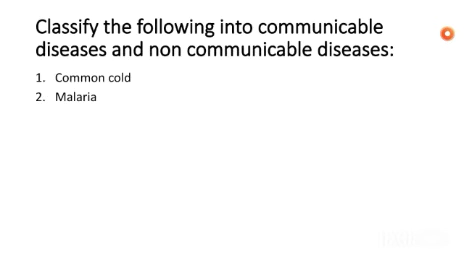 Classify the following into communicable
diseases and non communicable diseases:
1. Common cold
2. Malaria